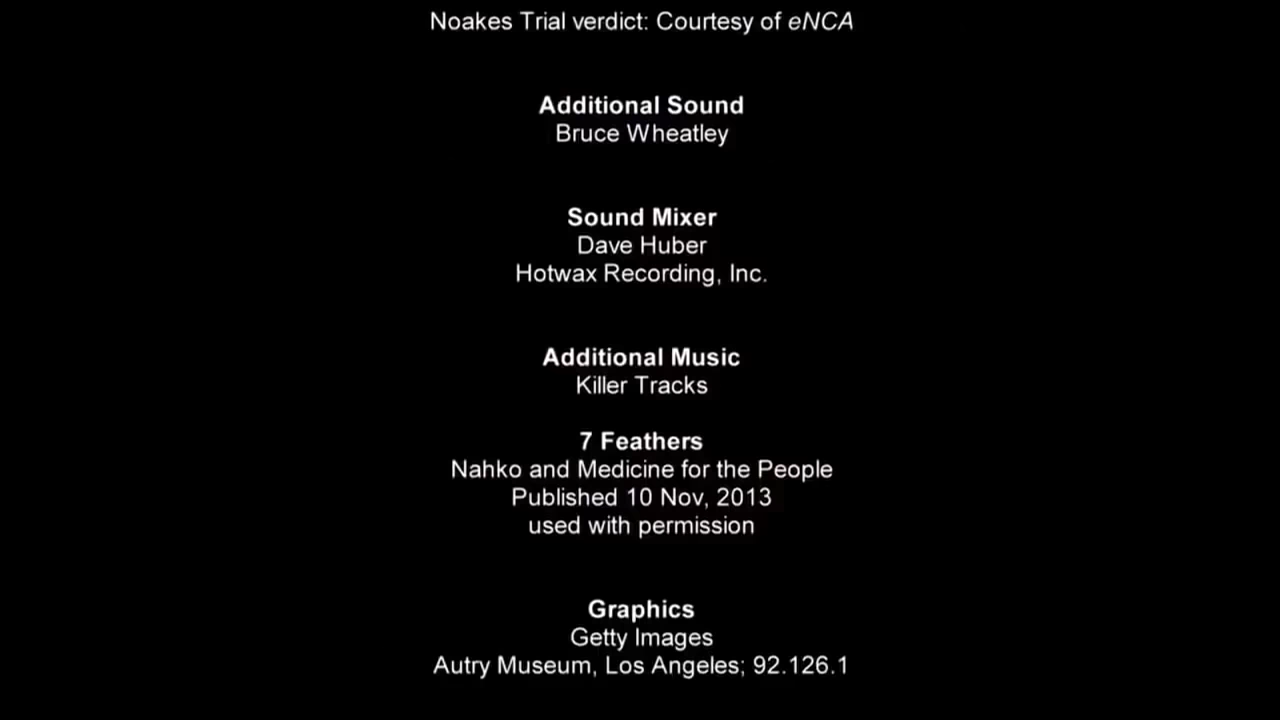 Noakes Trial verdict: Courtesy of eNCA
Additional Sound
Bruce Wheatley
Sound Mixer
Dave Huber
Hotwax Recording, Inc.
Additional Music
Killer Tracks
7 Feathers
Nahko and Medicine for the People
Published 10 Nov, 2013
used with permission
Graphics
Getty Images
Autry Museum, Los Angeles; 92.126.1